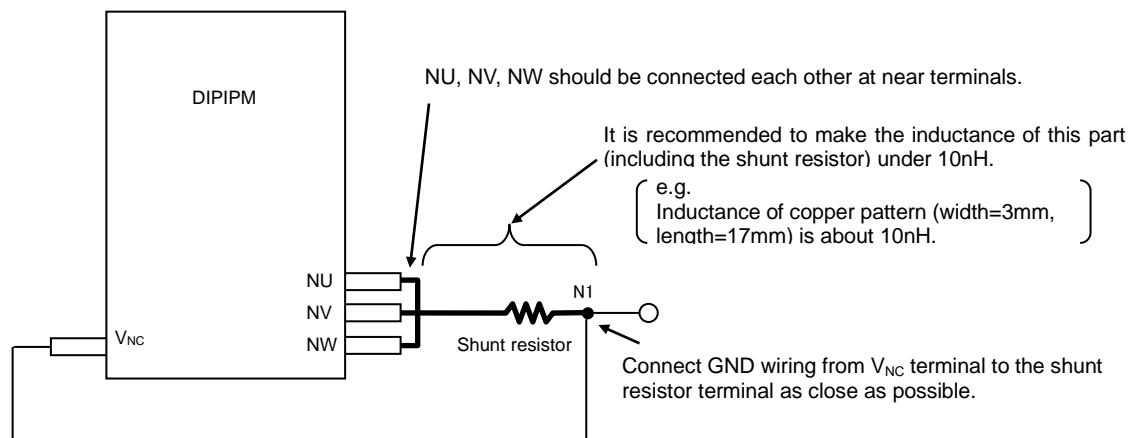 NU, NV, NW should be connected each other at near terminals.
DIPIPM
It is recommended to make the inductance of this part
(including the shunt resistor) under 10nH.
e.g.
Inductance of copper pattern (width=3mm,
length=17mm) is about 10nH.
NU
N1
NV
VNC
NW
Shunt resistor
Connect GND wiring from VNC terminal to the shunt
resistor terminal as close as possible.